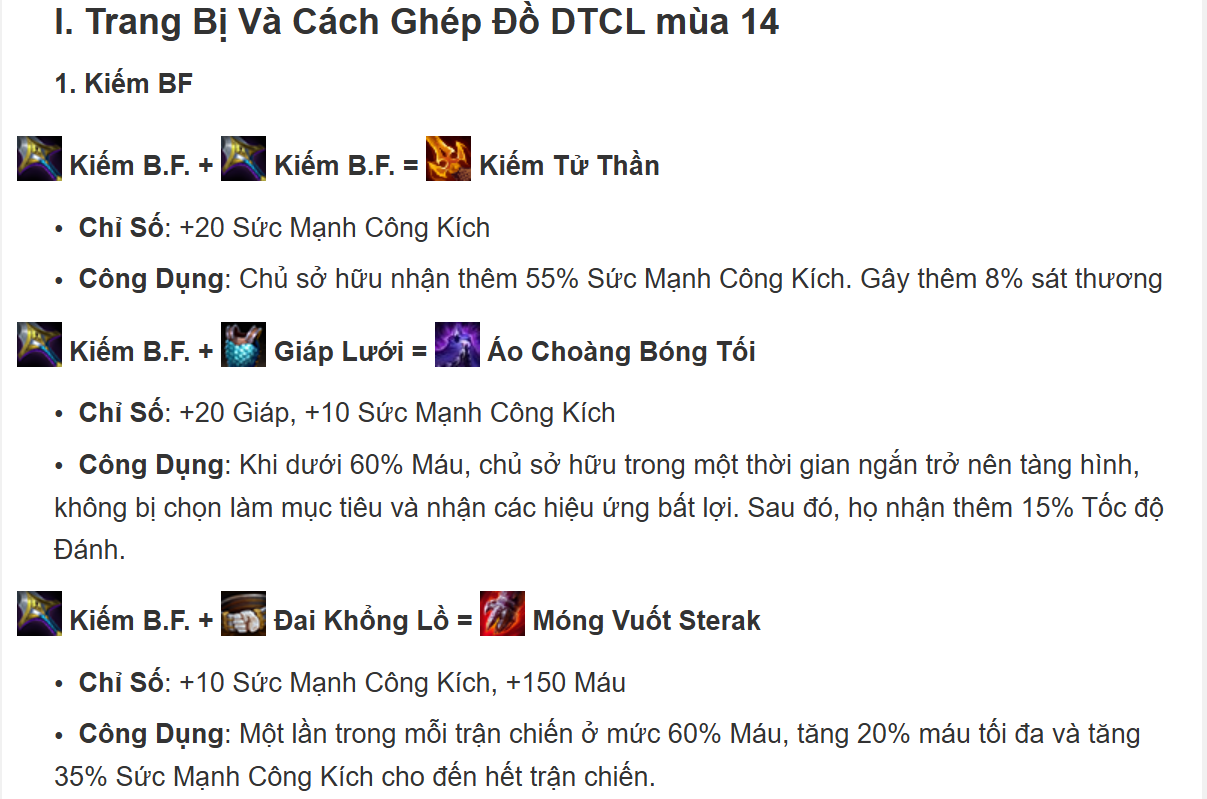 I. Trang Bị Và Cách Ghép Đồ DTCL mùa 14
1. Kiếm BF
Kiếm B.F. + Kiếm B.F. = Kiếm Tử Thần
• Chỉ Số: +20 Sức Mạnh Công Kích
• Công Dụng: Chủ sở hữu nhận thêm 55% Sức Mạnh Công Kích. Gây thêm 8% sát thương
Kiếm B.F. + Giáp Lưới = Áo Choàng Bóng Tối
• Chỉ Số: +20 Giáp, +10 Sức Mạnh Công Kích
• Công Dụng: Khi dưới 60% Máu, chủ sở hữu trong một thời gian ngắn trở nên tàng hình,
không bị chọn làm mục tiêu và nhận các hiệu ứng bất lợi. Sau đó, họ nhận thêm 15% Tốc độ
Đánh.
Kiếm B.F. + Đai Khổng Lồ = Móng Vuốt Sterak
• Chỉ Số: +10 Sức Mạnh Công Kích, +150 Máu
• Công Dụng: Một lần trong mỗi trận chiến ở mức 60% Máu, tăng 20% máu tối đa và tăng
35% Sức Mạnh Công Kích cho đến hết trận chiến.